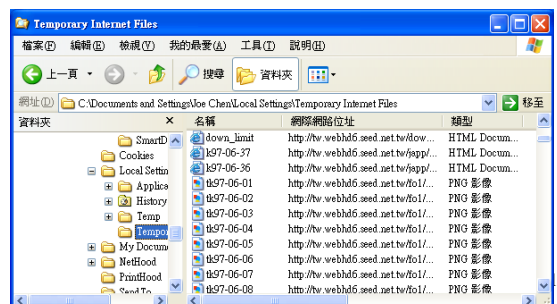 Temporary Internet Files
檔案(F) 編輯(E) 檢視(V) 我的最愛(A) 工具(T) 說明(H)
上一頁 搜尋 資料夾
網址(D) C:\Documents and Settings\Joe Chen\Local Settings\Temporary Internet Files 移至
資料夾 名稱 網際網路位址 類型
SmartD down_limit http://tw.webhd6.seed.net.tw/dow... HTML Docum...
Cookies k97-06-37 http://tw.webhd6.seed.net.tw/japp/... HTML Docum...
Local Settin k97-06-36 http://tw.webhd6.seed.net.tw/japp/... HTML Docum...
Applica tk97-06-01 http://tw.webhd6.seed.net.tw/fo1/... PNG 影像
History tk97-06-02 http://tw.webhd6.seed.net.tw/fo1/... PNG 影像
Temp tk97-06-03 http://tw.webhd6.seed.net.tw/fo1/... PNG 影像
Tempor tk97-06-04 http://tw.webhd6.seed.net.tw/fo1/... PNG 影像
My Docume tk97-06-05 http://tw.webhd6.seed.net.tw/fo1/... PNG 影像
NetHood tk97-06-06 http://tw.webhd6.seed.net.tw/fo1/... PNG 影像
PrintHood tk97-06-07 http://tw.webhd6.seed.net.tw/fo1/... PNG 影像
SendTo tk97-06-08 http://tw.webhd6.seed.net.tw/fo1/... PNG 影像